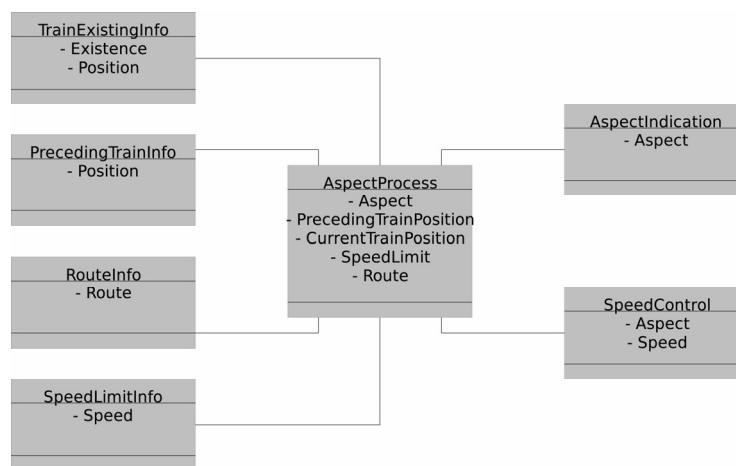 TrainExistingInfo
- Existence
- Position
PrecedingTrainInfo
- Position
RouteInfo
- Route
SpeedLimitInfo
- Speed
AspectProcess
- Aspect
- PrecedingTrainPosition
- CurrentTrainPosition
- SpeedLimit
- Route
AspectIndication
- Aspect
SpeedControl
- Aspect
- Speed